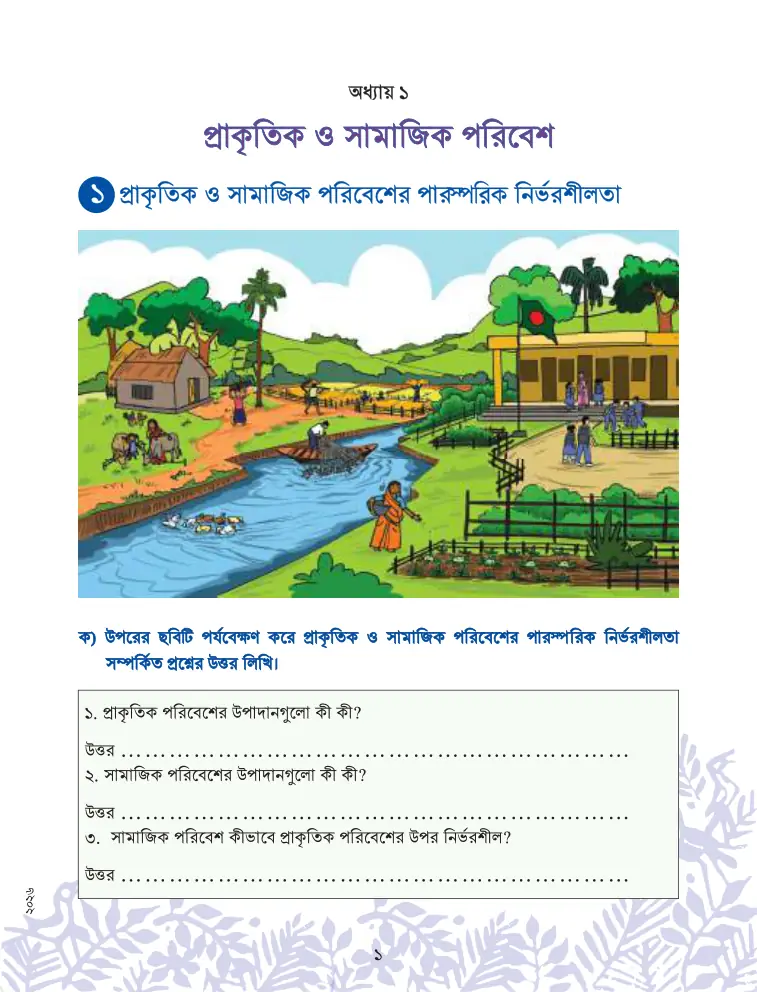 অধ্যায় ১
প্রাকৃতিক ও সামাজিক পরিবেশ
১ প্রাকৃতিক ও সামাজিক পরিবেশের পারস্পরিক নির্ভরশীলতা
ক) উপরের ছবিটি পর্যবেক্ষণ করে প্রাকৃতিক ও সামাজিক পরিবেশের পারস্পরিক নির্ভরশীলতা
সম্পর্কিত প্রশ্নের উত্তর লিখি।
১. প্রাকৃতিক পরিবেশের উপাদানগুলো কী কী?
উত্তর ………………………………………………………
২. সামাজিক পরিবেশের উপাদানগুলো কী কী?
উত্তর ………………………………………………………
৩. সামাজিক পরিবেশ কীভাবে প্রাকৃতিক পরিবেশের উপর নির্ভরশীল?
উত্তর ………………………………………………………
২০২৬
১